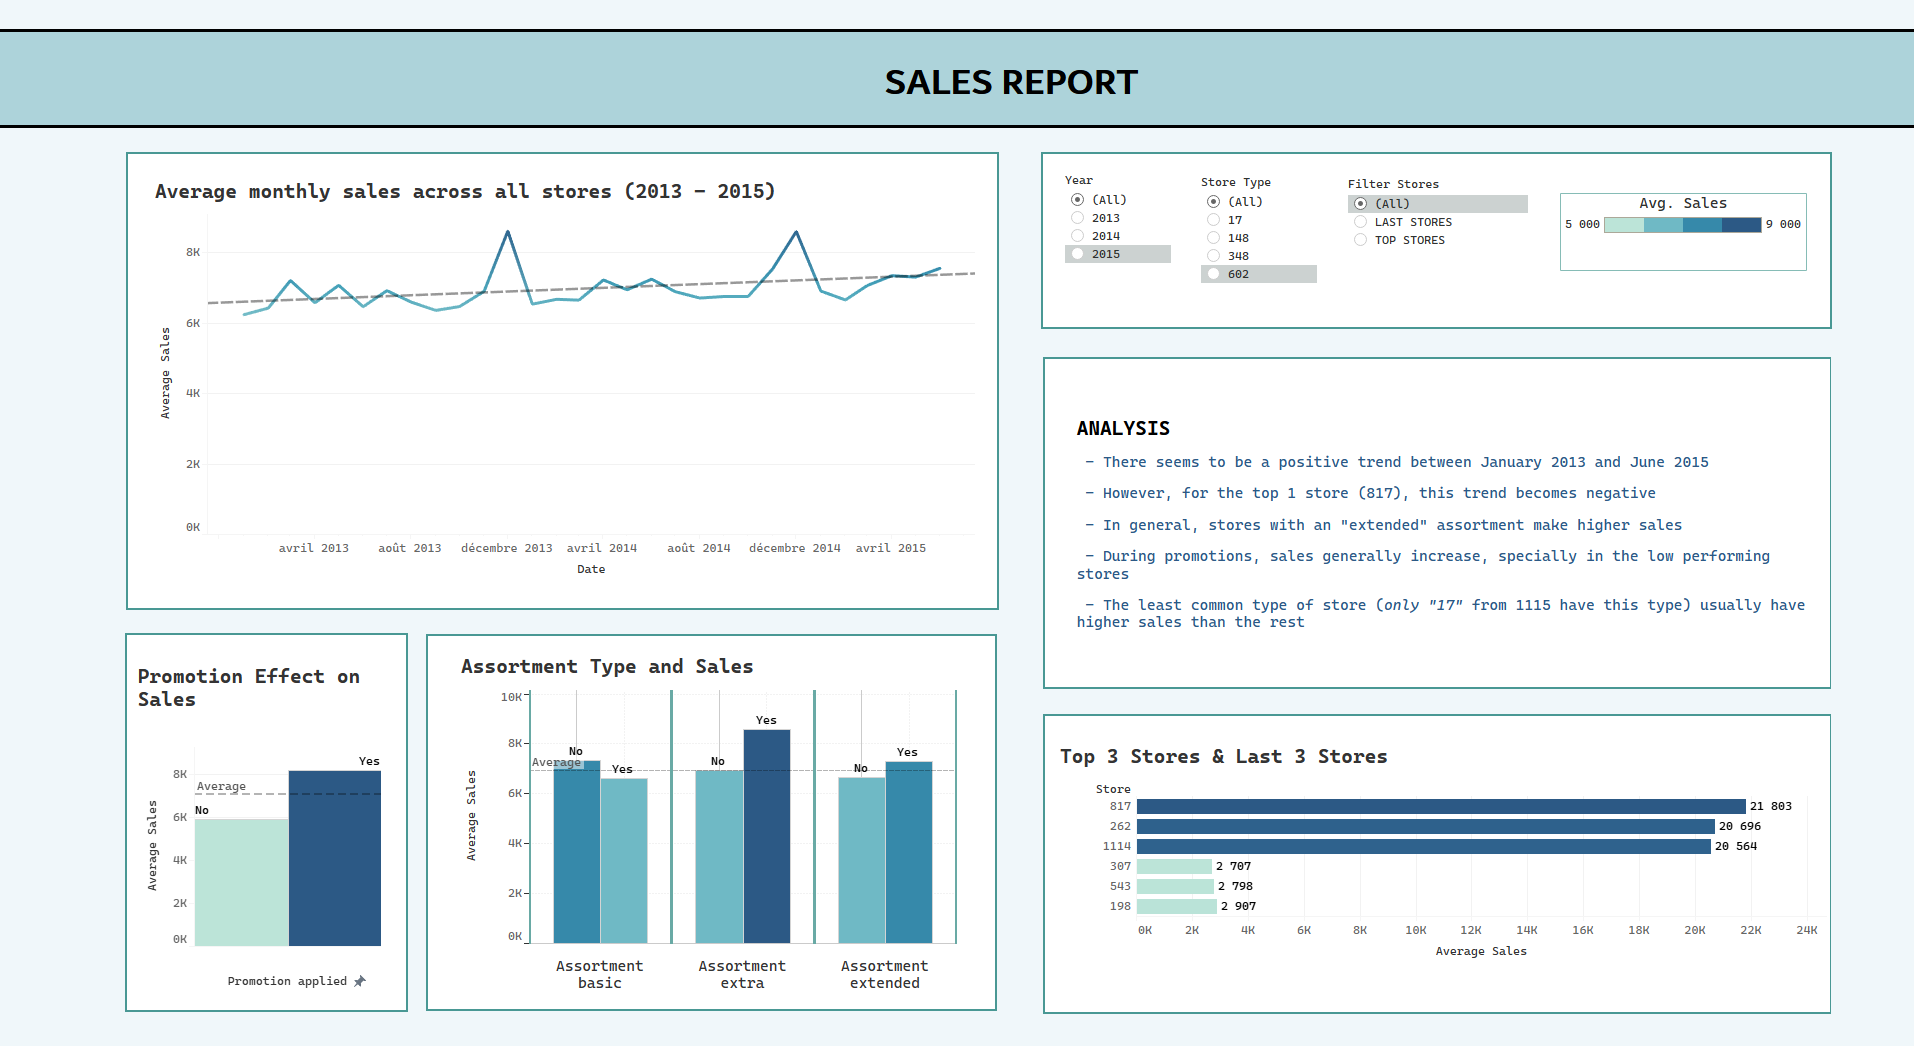 SALES REPORT
Average monthly sales across all stores (2013 - 2015)
8K
6K
4K
2K
0K
Average Sales
avril 2013 août 2013 décembre 2013 avril 2014 août 2014 décembre 2014 avril 2015
Date
Year
(All)
2013
2014
2015
Store Type
(All)
17
148
348
602
Filter Stores
(All)
LAST STORES
TOP STORES
Avg. Sales
5 000 9 000
ANALYSIS
- There seems to be a positive trend between January 2013 and June 2015
- However, for the top 1 store (817), this trend becomes negative
- In general, stores with an "extended" assortment make higher sales
- During promotions, sales generally increase, specially in the low performing
stores
- The least common type of store (only "17" from 1115 have this type) usually have
higher sales than the rest
Promotion Effect on
Sales
8K
6K
4K
2K
0K
Average Sales
Average
No
Yes
Promotion applied
Assortment Type and Sales
10K
8K
6K
4K
2K
0K
Average Sales
Average
No
Yes
No
Yes
No
Yes
Assortment
basic
Assortment
extra
Assortment
extended
Top 3 Stores & Last 3 Stores
Store
817 21 803
262 20 696
1114 20 564
307 2 707
543 2 798
198 2 907
0K 2K 4K 6K 8K 10K 12K 14K 16K 18K 20K 22K 24K
Average Sales